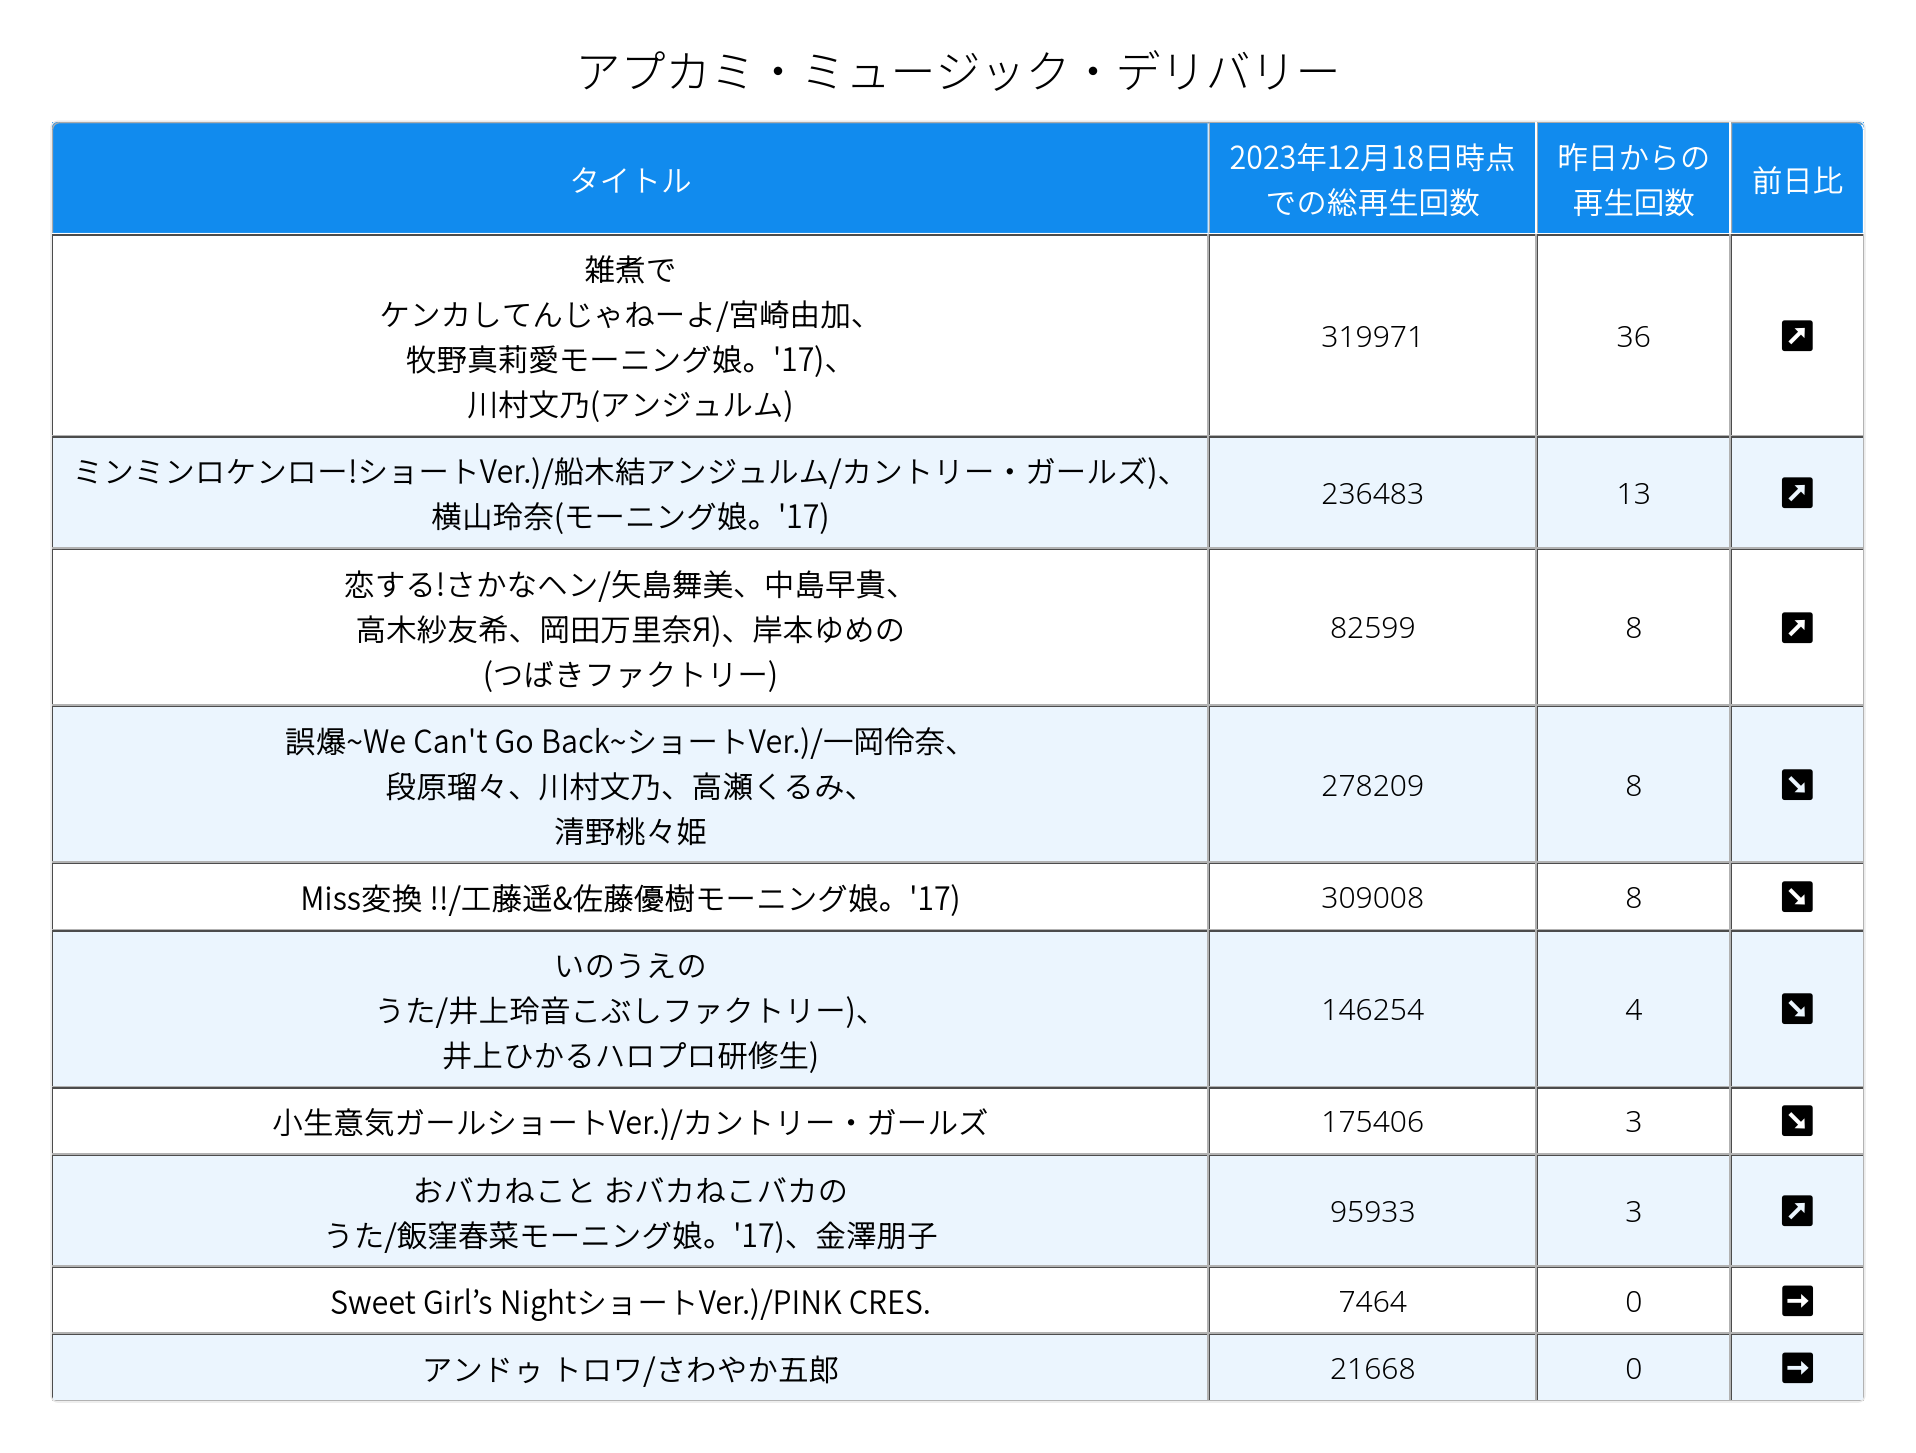 アプカミ・ミュージック・デリバリー
タイトル
2023年12月18日時点
での総再生回数
昨日からの
再生回数
前日比
雑煮で
ケンカしてんじゃねーよ/宮崎由加、
牧野真莉愛モーニング娘。'17)、
川村文乃(アンジュルム)
319971
36
ミンミンロケンロー!ショートVer.)/船木結アンジュルム/カントリー・ガールズ)、
横山玲奈(モーニング娘。'17)
236483
13
恋する!さかなヘン/矢島舞美、中島早貴、
高木紗友希、岡田万里奈Я)、岸本ゆめの
(つばきファクトリー)
82599
8
誤爆~We Can't Go Back~ショートVer.)/一岡伶奈、
段原瑠々、川村文乃、高瀬くるみ、
清野桃々姫
278209
8
Miss変換 !!/工藤遥&佐藤優樹モーニング娘。'17)
309008
8
いのうえの
うた/井上玲音こぶしファクトリー)、
井上ひかるハロプロ研修生)
146254
4
小生意気ガールショートVer.)/カントリー・ガールズ
175406
3
おバカねこと おバカねこバカの
うた/飯窪春菜モーニング娘。'17)、金澤朋子
95933
3
Sweet Girl’s NightショートVer.)/PINK CRES.
7464
0
アンドゥ トロワ/さわやか五郎
21668
0